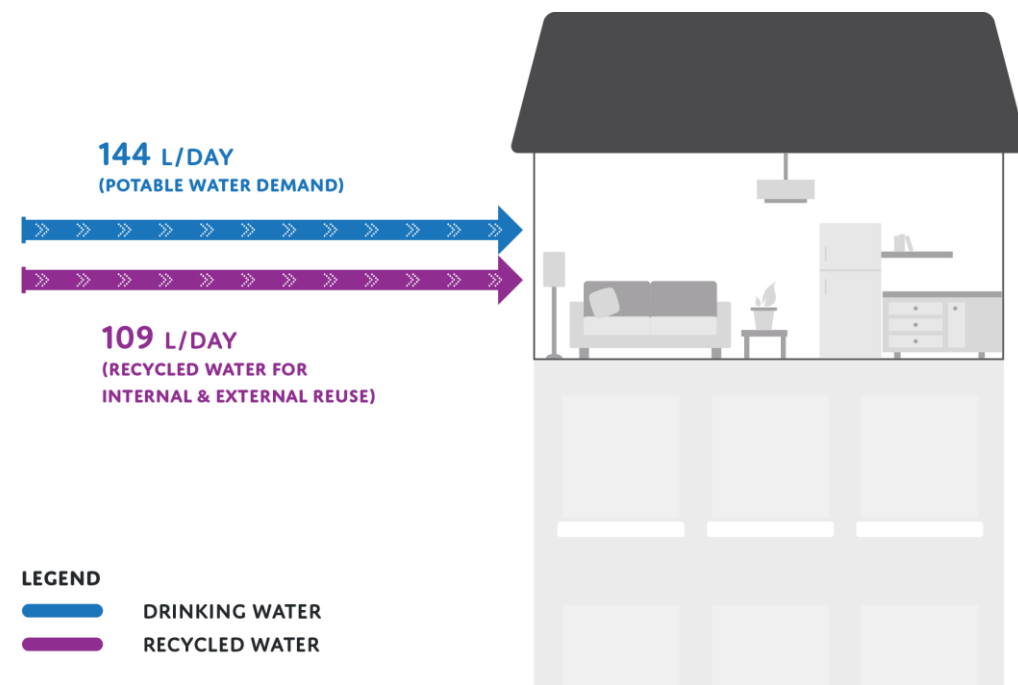 144 L/DAY
(POTABLE WATER DEMAND)
109 L/DAY
(RECYCLED WATER FOR
INTERNAL & EXTERNAL REUSE)
LEGEND
DRINKING WATER
RECYCLED WATER